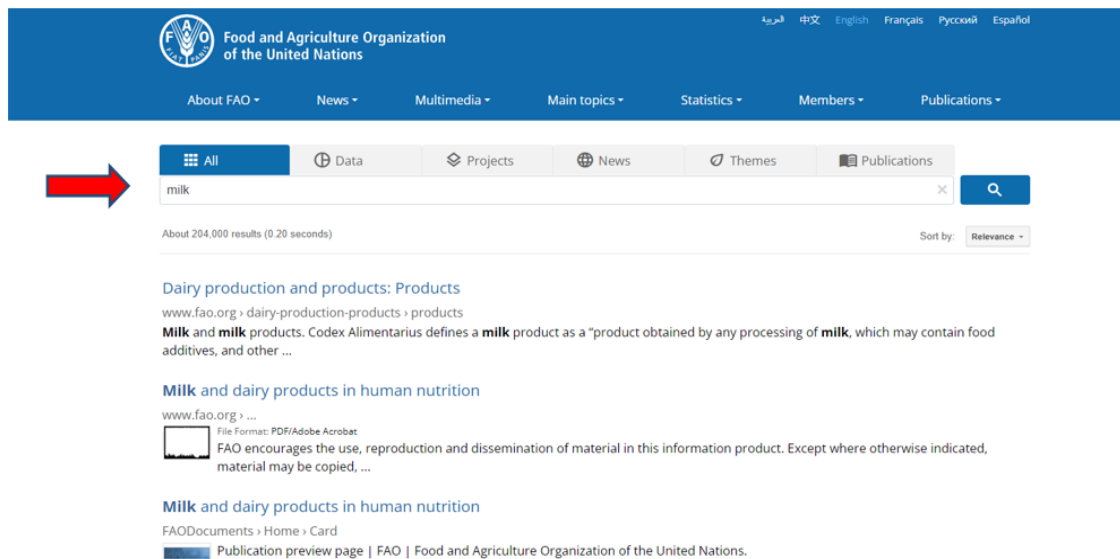 العربية 中文 English Français Русский Español
FAO
FIAT PANIS
Food and Agriculture Organization
of the United Nations
About FAO News Multimedia Main topics Statistics Members Publications
All Data Projects News Themes Publications
milk ×
About 204,000 results (0.20 seconds) Sort by: Relevance
Dairy production and products: Products
www.fao.org › dairy-production-products › products
Milk and milk products. Codex Alimentarius defines a milk product as a "product obtained by any processing of milk, which may contain food
additives, and other ...
Milk and dairy products in human nutrition
www.fao.org › ...
File Format: PDF/Adobe Acrobat
FAO encourages the use, reproduction and dissemination of material in this information product. Except where otherwise indicated,
material may be copied, ...
Milk and dairy products in human nutrition
FAODocuments › Home › Card
Publication preview page | FAO | Food and Agriculture Organization of the United Nations.